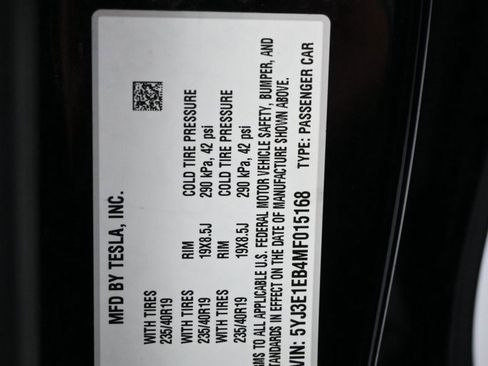 MFD BY TESLA, INC.
WITH TIRES
235/40R19
WITH TIRES RIM COLD TIRE PRESSURE
235/40R19 19X8.5J 290 kPa, 42 psi
WITH TIRES RIM COLD TIRE PRESSURE
235/40R19 19X8.5J 290 kPa, 42 psi
TO ALL APPLICABLE U.S. FEDERAL MOTOR VEHICLE SAFETY, BUMPER, AND
STANDARDS IN EFFECT ON THE DATE OF MANUFACTURE SHOWN ABOVE.
VIN: 5YJ3E1EB4MF015168 TYPE: PASSENGER CAR